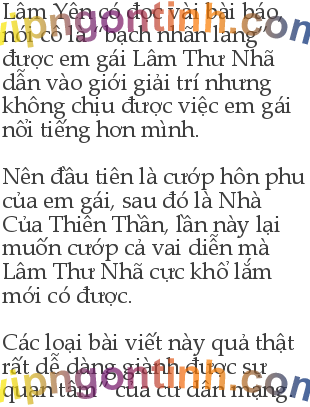 Lâm Yên có đọc vài bài báo,
nói cô là " bạch nhãn lang"
được em gái Lâm Thư Nhã
dẫn vào giới giải trí nhưng
không chịu được việc em gái
nổi tiếng hơn mình.
Nên đầu tiên là cướp hôn phu
của em gái, sau đó là Nhà
Của Thiên Thần, lần này lại
muốn cướp cả vai diễn mà
Lâm Thư Nhã cực khổ lắm
mới có được.
Các loại bài viết này quả thật
rất dễ dàng giành được sự
quan tâm " của cư dân mạng
vipngontinh.com
vipngontinh.com